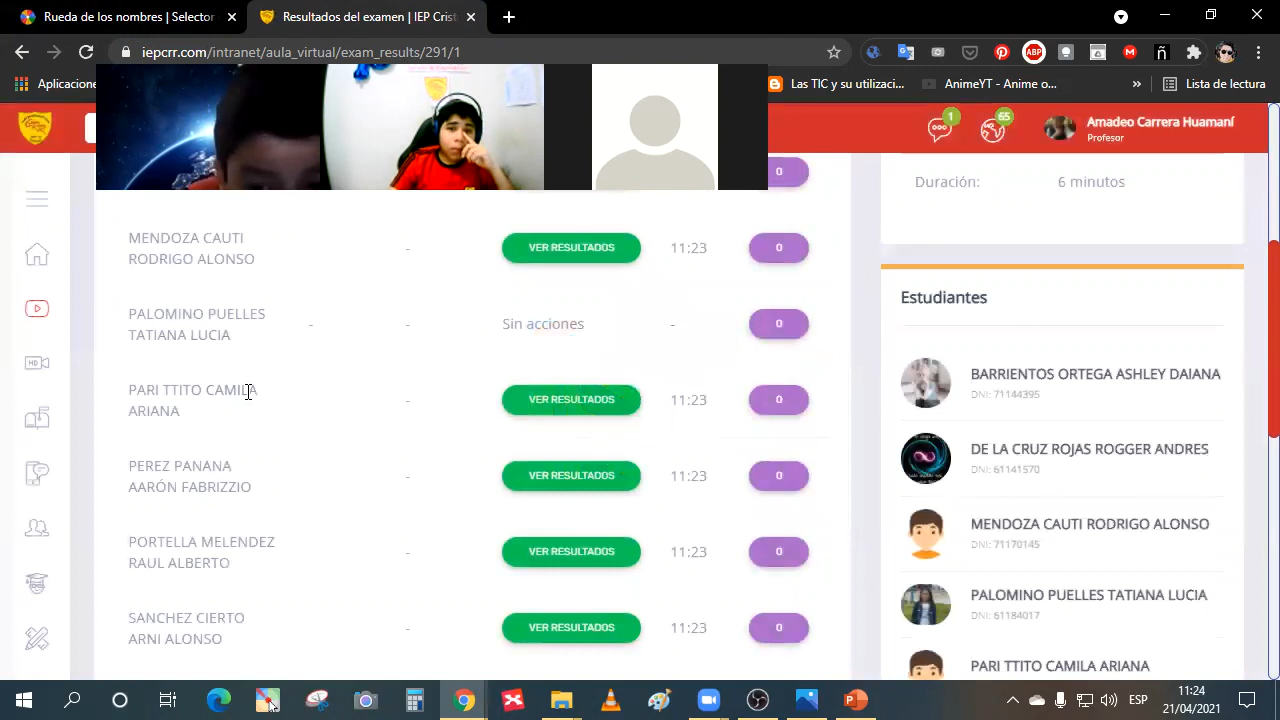 Rueda de los nombres | Selector
Resultados del examen | IEP Crist
iepcrr.com/intranet/aula_virtual/exam_results/291/1
Aplicaciones
Las TIC y su utilizaci...
AnimeYT - Anime o...
»
Lista de lectura
1
65
Amadeo Carrera Huamaní
Profesor
0
Duración:
6 minutos
MENDOZA CAUTI
RODRIGO ALONSO
-
VER RESULTADOS
11:23
0
PALOMINO PUELLES
TATIANA LUCIA
-
-
Sin acciones
-
0
PARI TTITO CAMILA
ARIANA
-
VER RESULTADOS
11:23
0
PEREZ PANANA
AARÓN FABRIZZIO
-
VER RESULTADOS
11:23
0
PORTELLA MELENDEZ
RAUL ALBERTO
-
VER RESULTADOS
11:23
0
SANCHEZ CIERTO
ARNI ALONSO
-
VER RESULTADOS
11:23
0
Estudiantes
BARRIENTOS ORTEGA ASHLEY DAIANA
DNI: 71144395
DE LA CRUZ ROJAS ROGGER ANDRES
DNI: 61141570
MENDOZA CAUTI RODRIGO ALONSO
DNI: 71170145
PALOMINO PUELLES TATIANA LUCIA
DNI: 61184017
PARI TTITO CAMILA ARIANA
ESP
11:24
21/04/2021